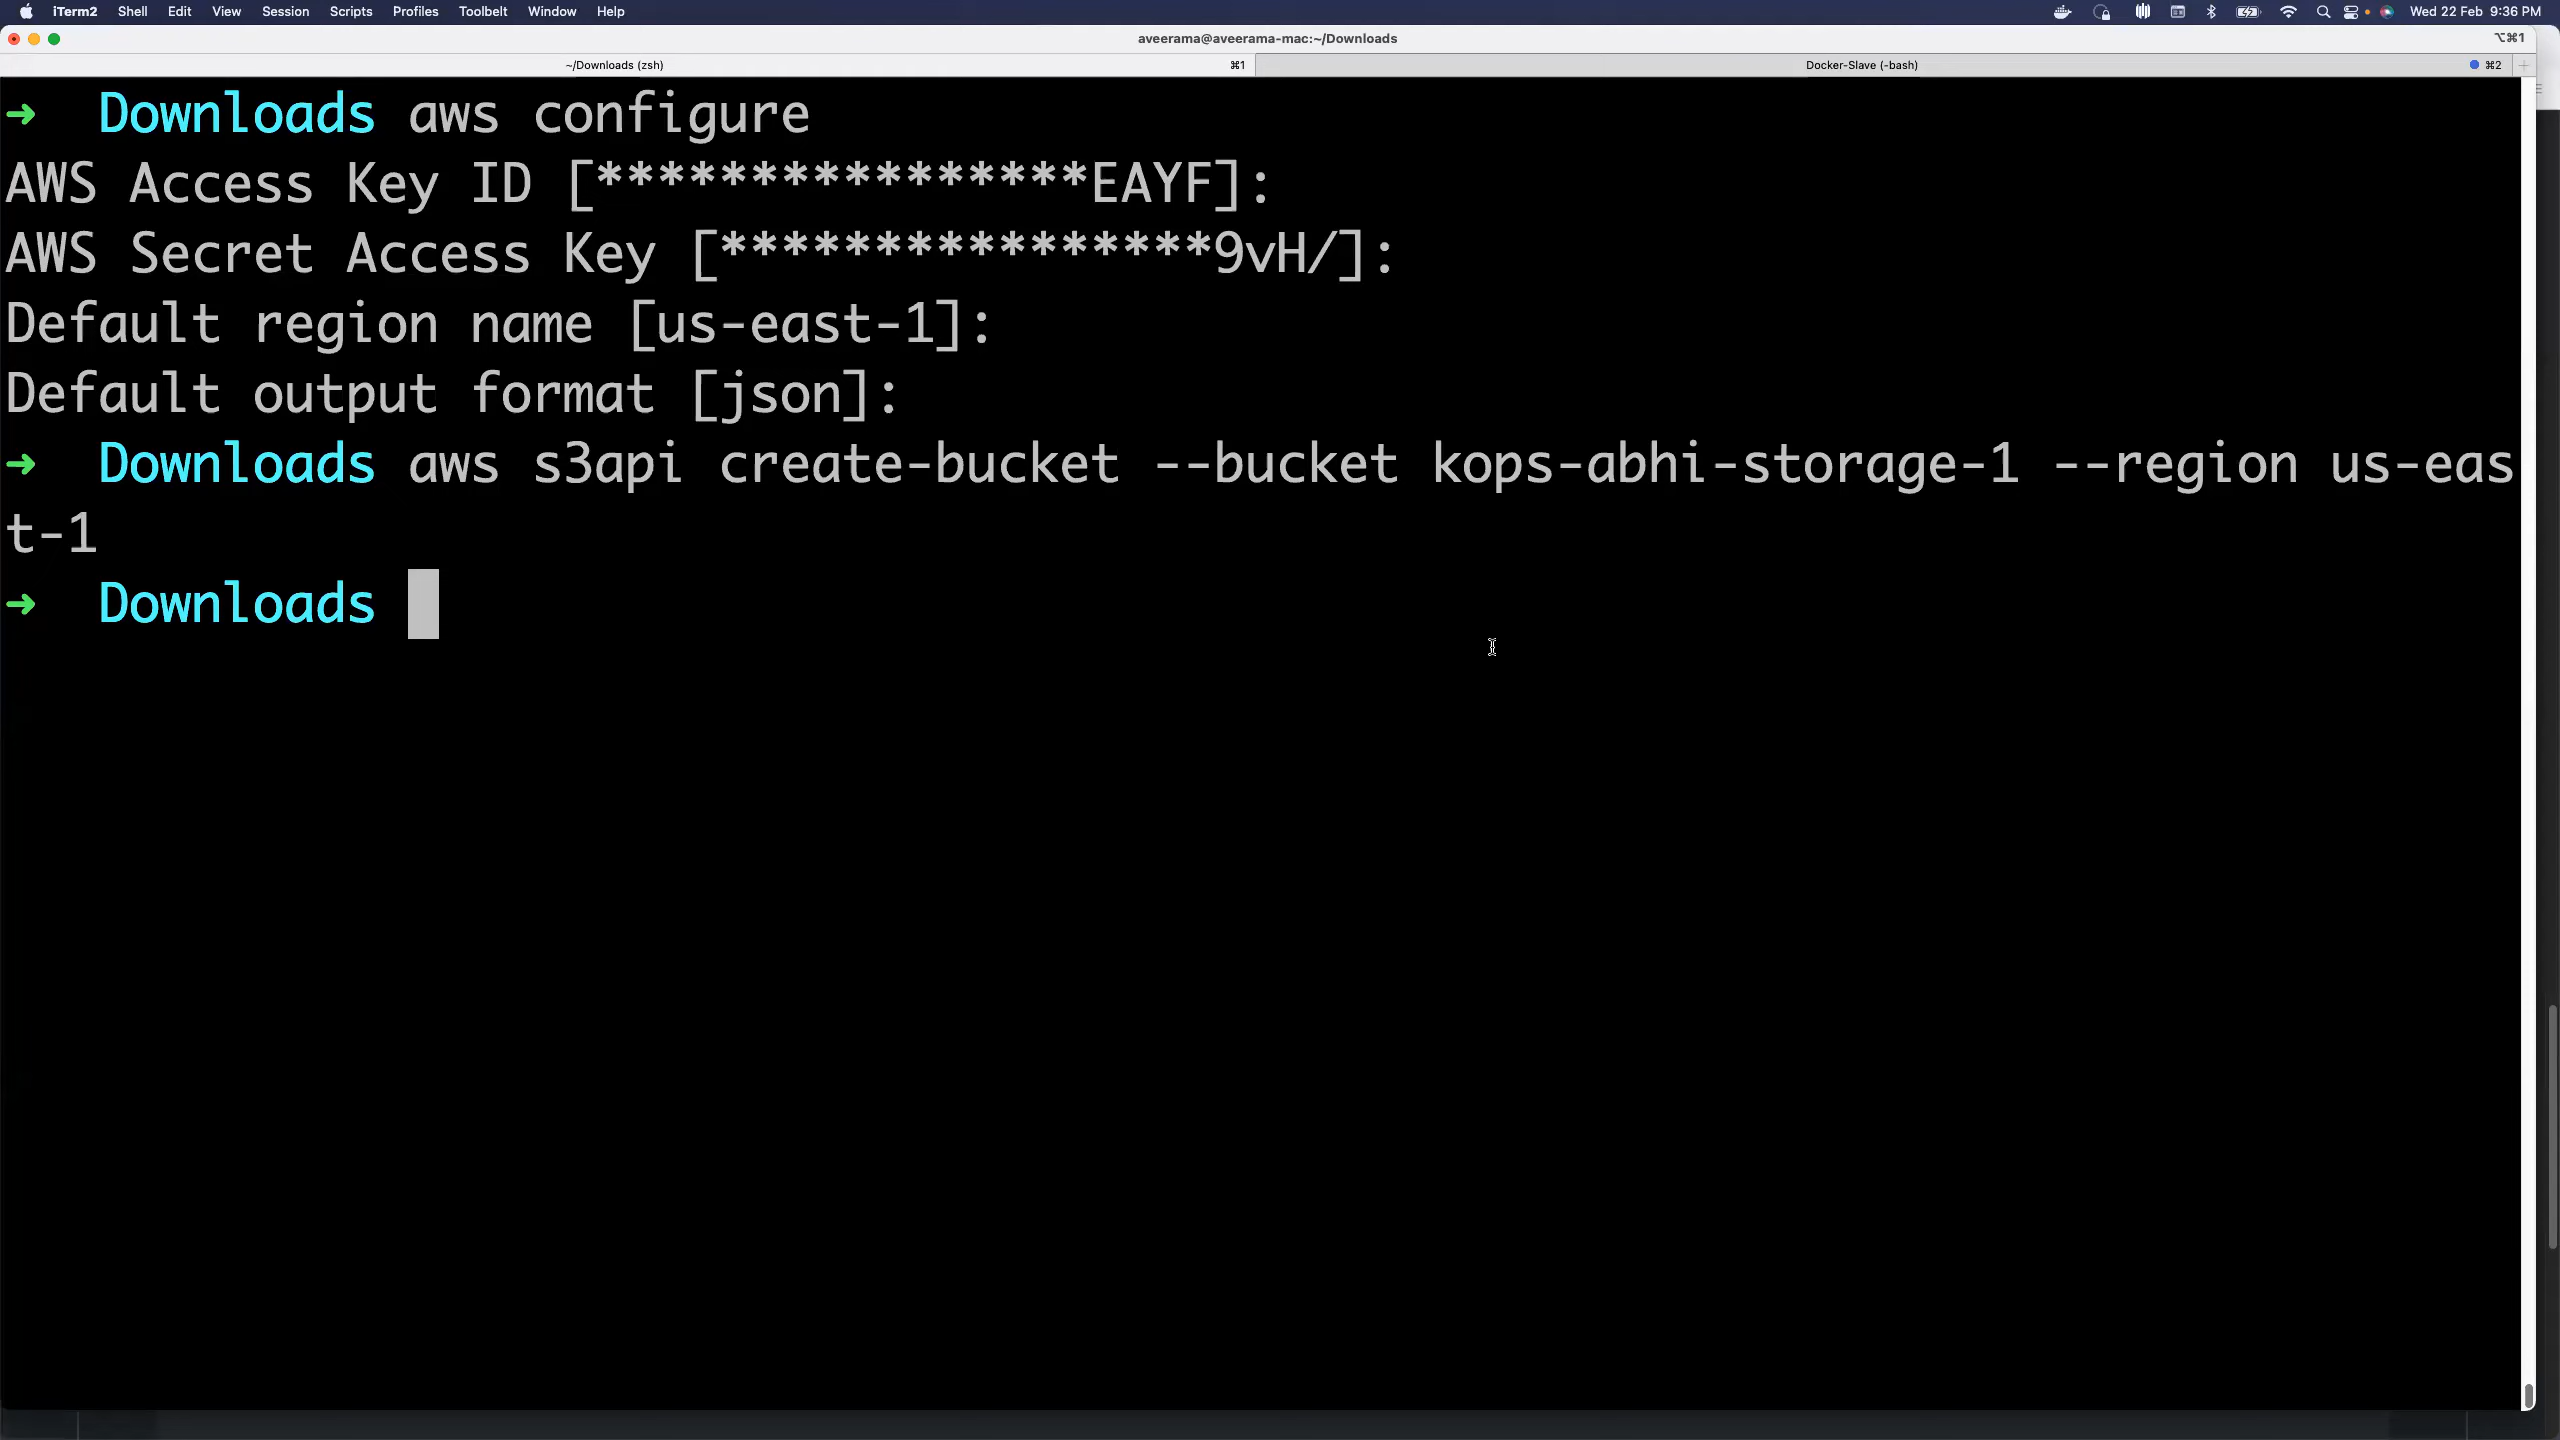 iTerm2 Shell Edit View Session Scripts Profiles Toolbelt Window Help Wed 22 Feb 9:36 PM
aveerama@aveerama-mac:~/Downloads ⌥⌘1
~/Downloads (zsh) ⌘1 Docker-Slave (-bash) ⌘2
➜ Downloads aws configure
AWS Access Key ID [****************EAYF]:
AWS Secret Access Key [****************9vH/]:
Default region name [us-east-1]:
Default output format [json]:
➜ Downloads aws s3api create-bucket --bucket kops-abhi-storage-1 --region us-eas
t-1
➜ Downloads